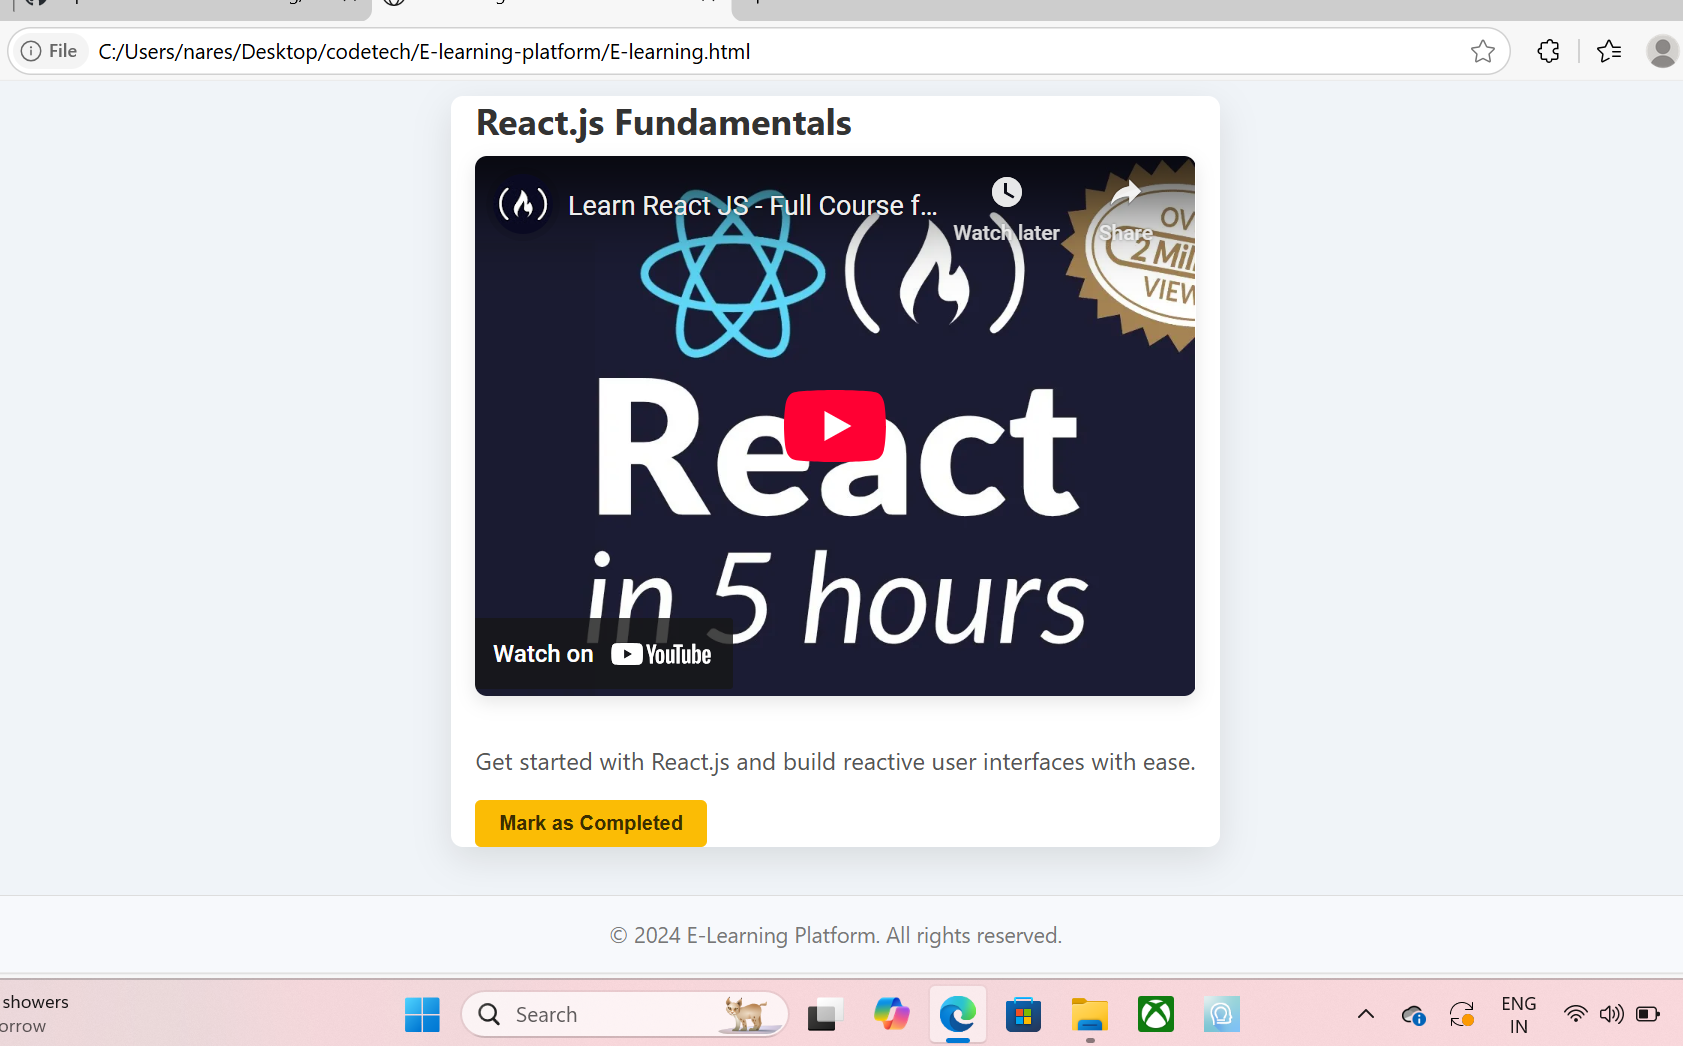 File C:/Users/nares/Desktop/codetech/E-learning-platform/E-learning.html
React.js Fundamentals
Learn React JS - Full Course f...
Watch later
Share
2 Mil
VIEW
React
in 5 hours
Watch on YouTube
Get started with React.js and build reactive user interfaces with ease.
Mark as Completed
© 2024 E-Learning Platform. All rights reserved.
showers
orrow
Search
ENG
IN